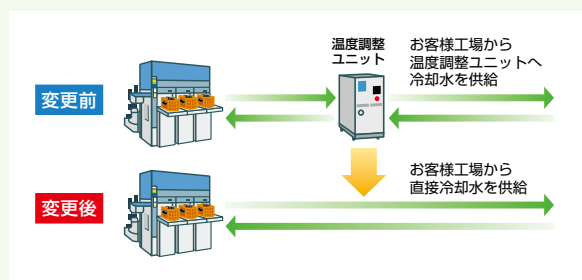 温度調整
ユニット
お客様工場から
温度調整ユニットへ
冷却水を供給
変更前
お客様工場から
直接冷却水を供給
変更後